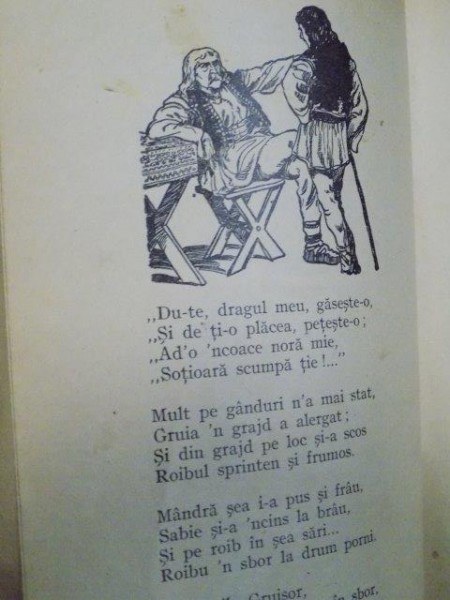 „Du-te, dragul meu, găsește-o,
„Și de ți-o plăcea, pețește-o;
„Ad'o 'ncoace noră mie,
„Soțioară scumpă ție!..."
Mult pe gânduri n'a mai stat,
Gruia 'n grajd a alergat;
Și din grajd pe loc și-a scos
Roibul sprinten și frumos.
Mândră șea i-a pus și frâu,
Sabie și-a 'ncins la brâu,
Și pe roib în șea sări...
Roibu 'n sbor la drum porni.
Grușor,
în sbor,